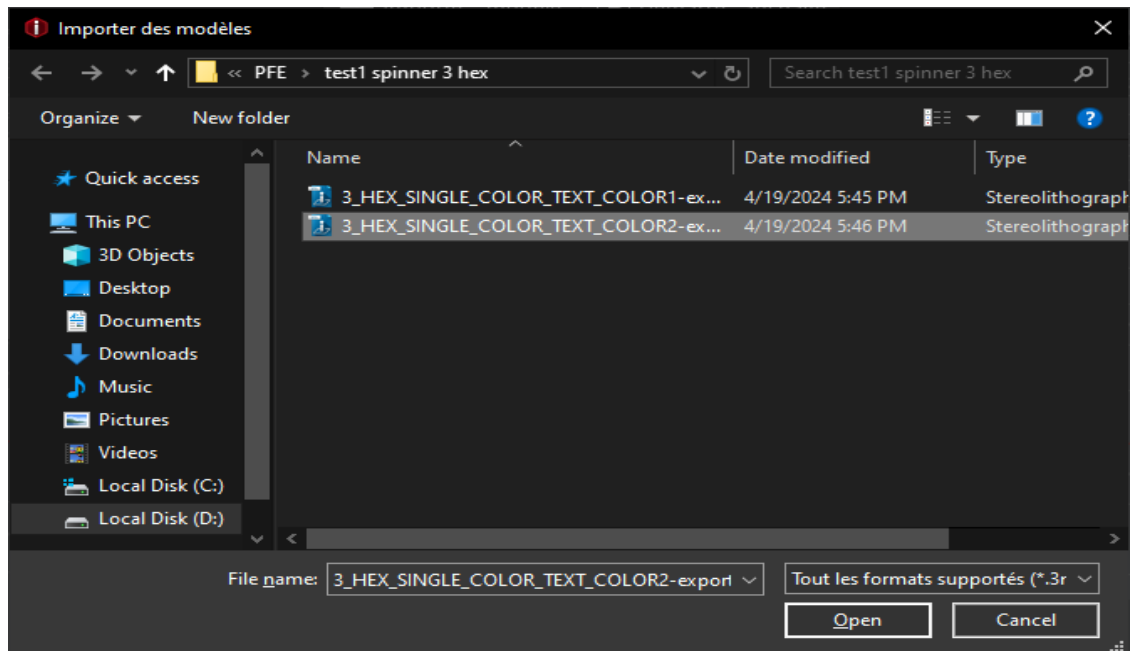 Importer des modèles
« PFE > test1 spinner 3 hex
Search test1 spinner 3 hex
Organize
New folder
Name
Date modified
Type
Quick access
3_HEX_SINGLE_COLOR_TEXT_COLOR1-ex...
4/19/2024 5:45 PM
Stereolithograph
This PC
3_HEX_SINGLE_COLOR_TEXT_COLOR2-ex...
4/19/2024 5:46 PM
Stereolithograph
3D Objects
Desktop
Documents
Downloads
Music
Pictures
Videos
Local Disk (C:)
Local Disk (D:)
File name:
3_HEX_SINGLE_COLOR_TEXT_COLOR2-export
Tout les formats supportés (*.3r
Open
Cancel